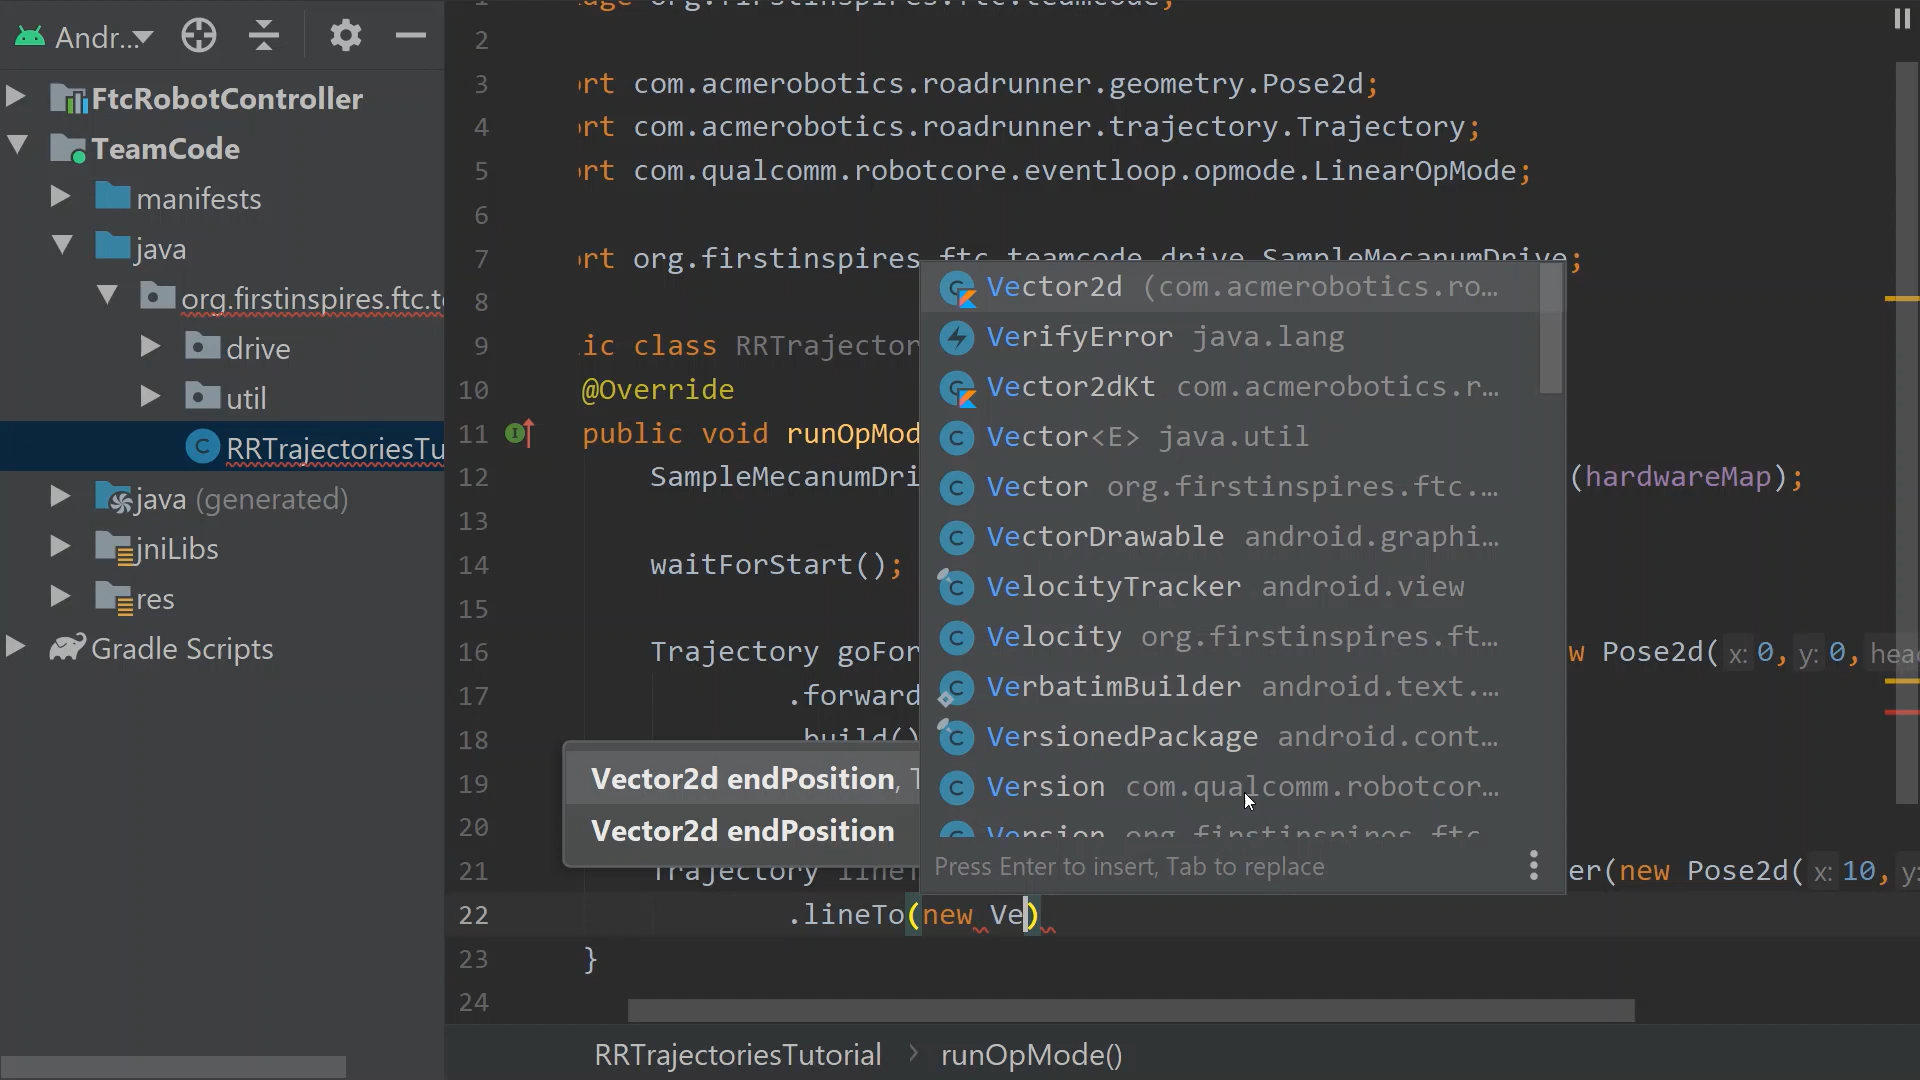 Andr...
FtcRobotController
TeamCode
manifests
java
org.firstinspires.ftc.te
drive
util
RRTrajectoriesTu
java (generated)
jniLibs
res
Gradle Scripts
org.firstinspires.ftc.teamcode;
2
3 rt com.acmerobotics.roadrunner.geometry.Pose2d;
4 rt com.acmerobotics.roadrunner.trajectory.Trajectory;
5 rt com.qualcomm.robotcore.eventloop.opmode.LinearOpMode;
6
7 rt org.firstinspires.ftc.teamcode.drive.SampleMecanumDrive;
8
9 ic class RRTrajector
10 @Override
11 public void runOpMod
12 SampleMecanumDri (hardwareMap);
13
14 waitForStart();
15
16 Trajectory goFor w Pose2d( x: 0, y: 0, head
17 .forward
18 .build()
19
20
21 Trajectory lineT er(new Pose2d( x: 10, y:
22 .lineTo(new Ve)
23 }
24
Vector2d (com.acmerobotics.ro...
VerifyError java.lang
Vector2dKt com.acmerobotics.r...
Vector<E> java.util
Vector org.firstinspires.ftc....
VectorDrawable android.graphi...
VelocityTracker android.view
Velocity org.firstinspires.ft...
VerbatimBuilder android.text....
VersionedPackage android.cont...
Version com.qualcomm.robotcor...
Version org.firstinspires.ftc
Press Enter to insert, Tab to replace
Vector2d endPosition, T
Vector2d endPosition
RRTrajectoriesTutorial > runOpMode()